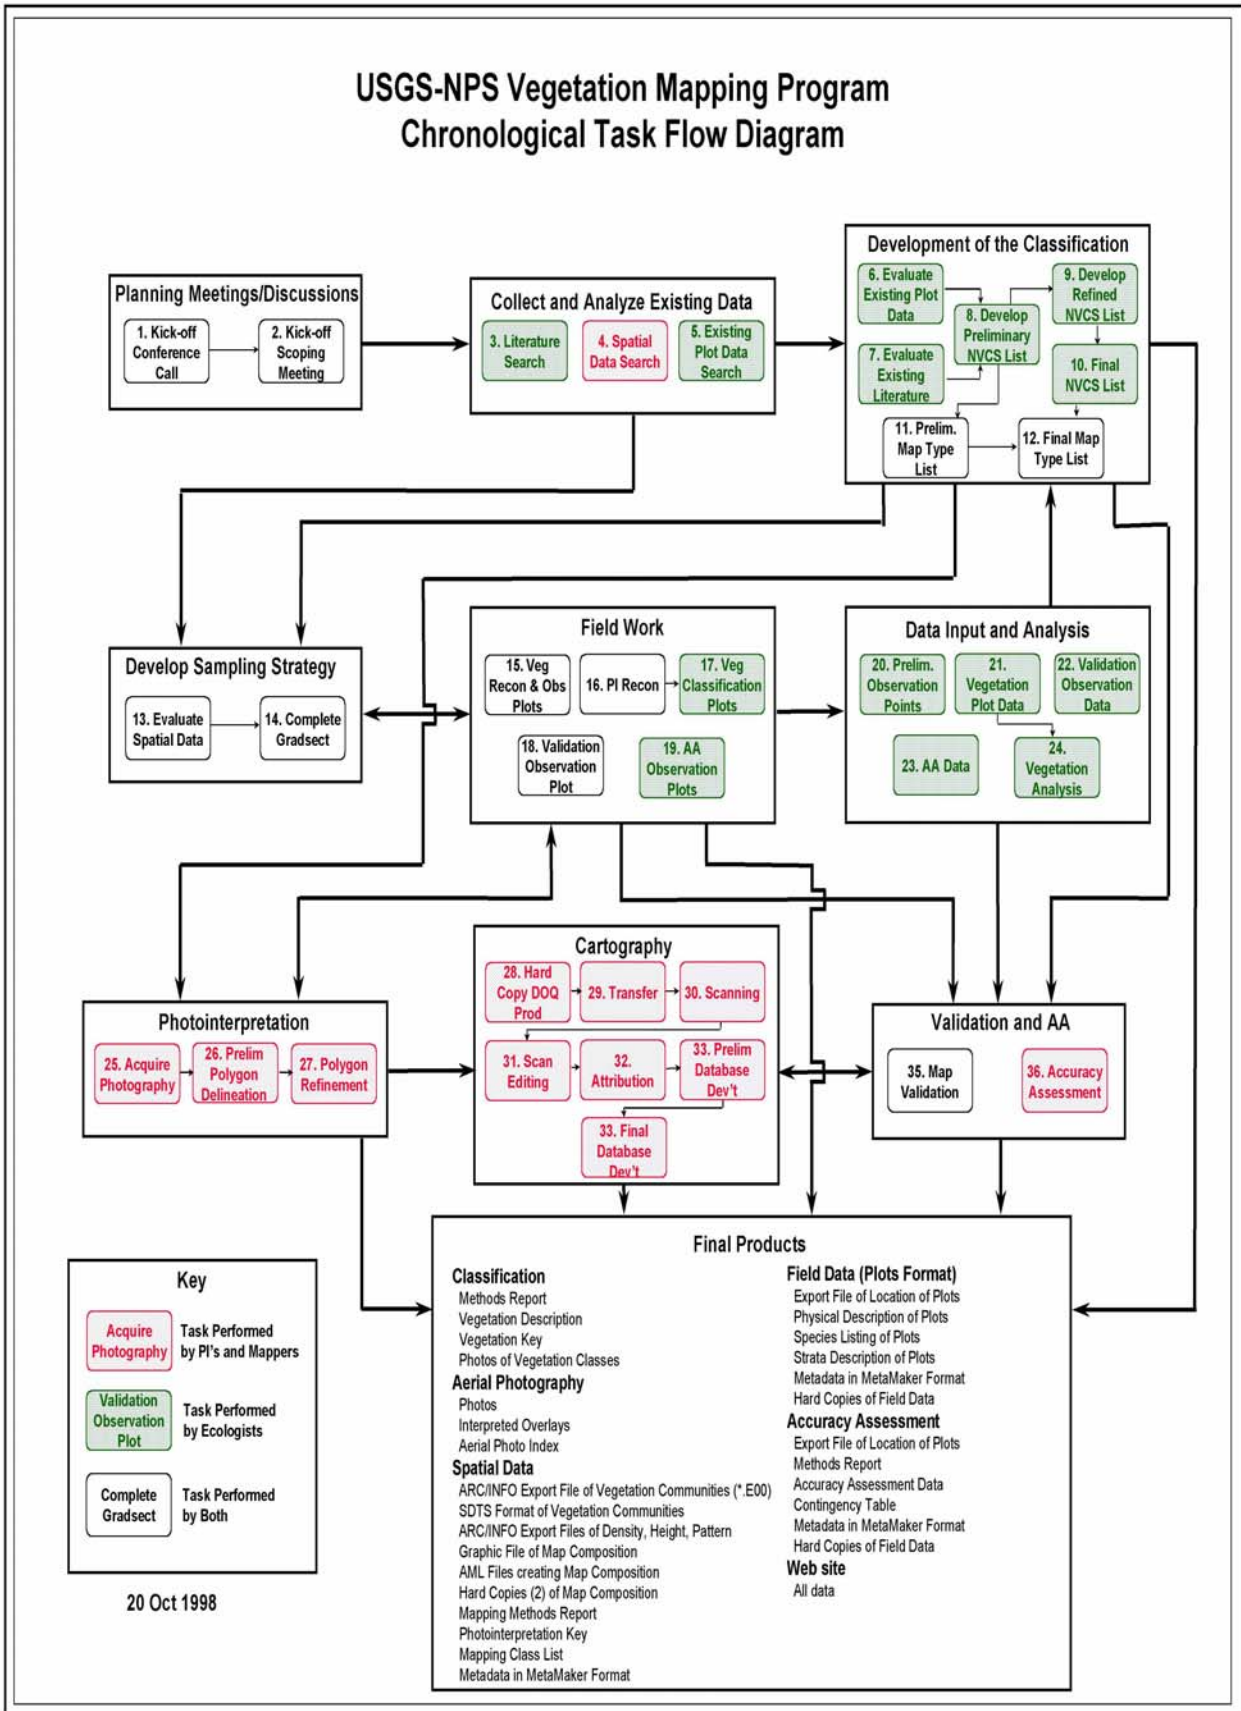 USGS-NPS Vegetation Mapping Program
Chronological Task Flow Diagram
Planning Meetings/Discussions
1. Kick-off
Conference
Call
2. Kick-off
Scoping
Meeting
Collect and Analyze Existing Data
3. Literature
Search
4. Spatial
Data Search
5. Existing
Plot Data
Search
Development of the Classification
6. Evaluate
Existing Plot
Data
7. Evaluate
Existing
Literature
8. Develop
Preliminary
NVCS List
9. Develop
Refined
NVCS List
10. Final
NVCS List
11. Prelim.
Map Type
List
12. Final Map
Type List
Develop Sampling Strategy
13. Evaluate
Spatial Data
14. Complete
Gradsect
Field Work
15. Veg
Recon & Obs
Plots
16. PI Recon
17. Veg
Classification
Plots
18. Validation
Observation
Plot
19. AA
Observation
Plots
Data Input and Analysis
20. Prelim.
Observation
Points
21.
Vegetation
Plot Data
22. Validation
Observation
Data
23. AA Data
24.
Vegetation
Analysis
Photointerpretation
25. Acquire
Photography
26. Prelim
Polygon
Delineation
27. Polygon
Refinement
Cartography
28. Hard
Copy DOQ
Prod
29. Transfer
30. Scanning
31. Scan
Editing
32.
Attribution
33. Prelim
Database
Dev't
33. Final
Database
Dev't
Validation and AA
35. Map
Validation
36. Accuracy
Assessment
Key
Acquire
Photography
Task Performed
by PI's and Mappers
Validation
Observation
Plot
Task Performed
by Ecologists
Complete
Gradsect
Task Performed
by Both
20 Oct 1998
Final Products
Classification
Methods Report
Vegetation Description
Vegetation Key
Photos of Vegetation Classes
Aerial Photography
Photos
Interpreted Overlays
Aerial Photo Index
Spatial Data
ARC/INFO Export File of Vegetation Communities (*.E00)
SDTS Format of Vegetation Communities
ARC/INFO Export Files of Density, Height, Pattern
Graphic File of Map Composition
AML Files creating Map Composition
Hard Copies (2) of Map Composition
Mapping Methods Report
Photointerpretation Key
Mapping Class List
Metadata in MetaMaker Format
Field Data (Plots Format)
Export File of Location of Plots
Physical Description of Plots
Species Listing of Plots
Strata Description of Plots
Metadata in MetaMaker Format
Hard Copies of Field Data
Accuracy Assessment
Export File of Location of Plots
Methods Report
Accuracy Assessment Data
Contingency Table
Metadata in MetaMaker Format
Hard Copies of Field Data
Web site
All data